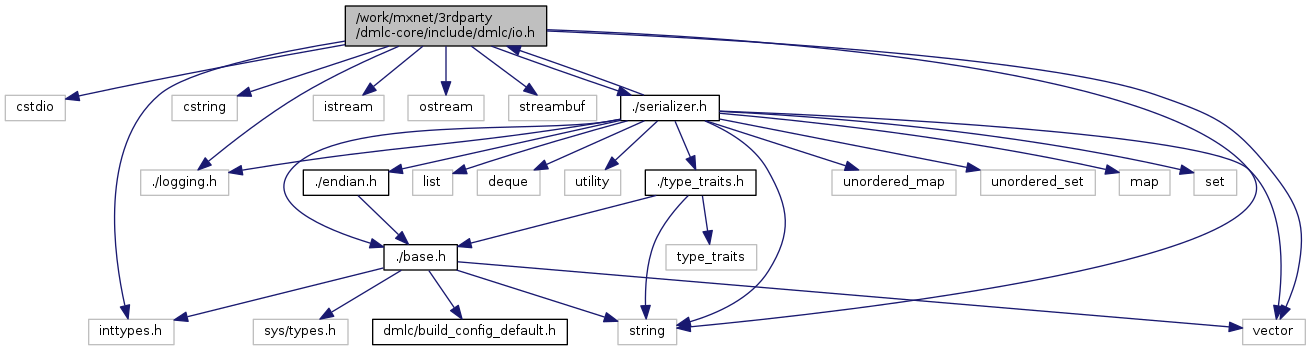 /work/mxnet/3rdparty
/dmlc-core/include/dmlc/io.h
cstdio
cstring
istream
ostream
streambuf
./serializer.h
./logging.h
./endian.h
list
deque
utility
./type_traits.h
unordered_map
unordered_set
map
set
./base.h
type_traits
inttypes.h
sys/types.h
dmlc/build_config_default.h
string
vector